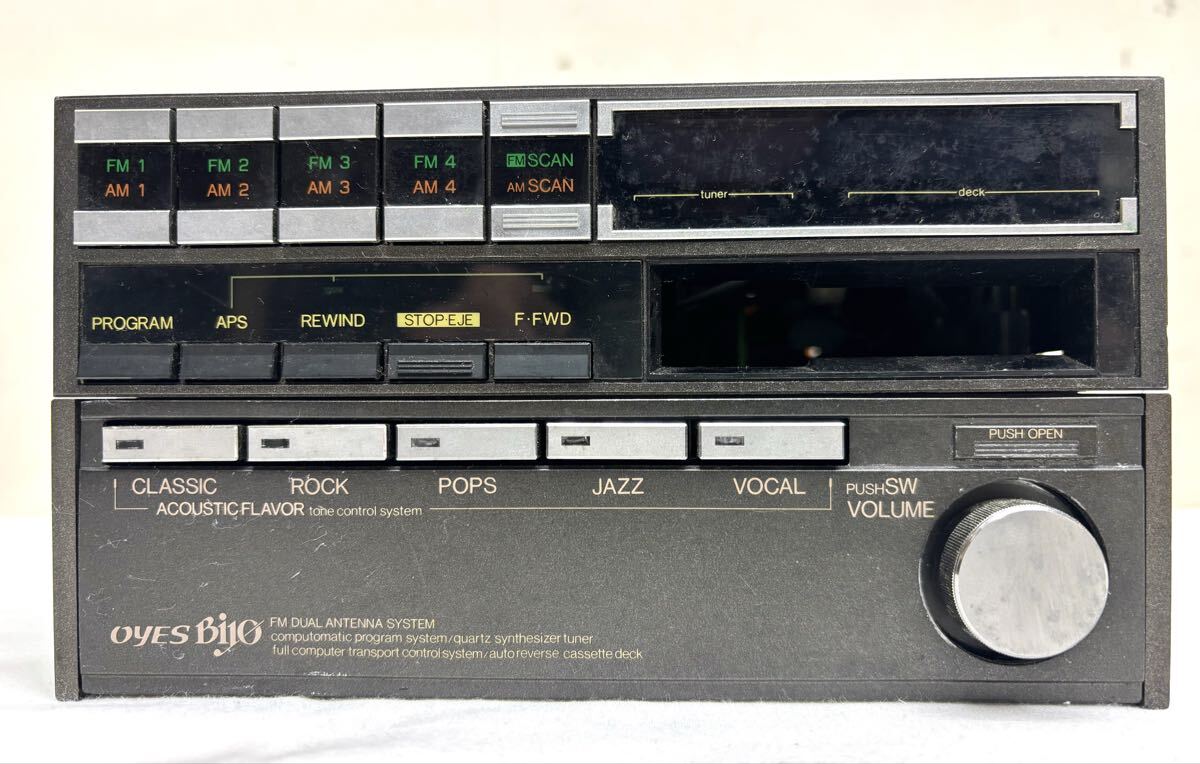 FM 1 FM 2 FM 3 FM 4 FM SCAN
AM 1 AM 2 AM 3 AM 4 AM SCAN
tuner deck
PROGRAM APS REWIND STOP·EJE F·FWD
PUSH OPEN
CLASSIC ROCK POPS JAZZ VOCAL
ACOUSTIC FLAVOR tone control system
PUSH SW
VOLUME
OYES Bijo
FM DUAL ANTENNA SYSTEM
computomatic program system/quartz synthesizer tuner
full computer transport control system/auto reverse cassette deck